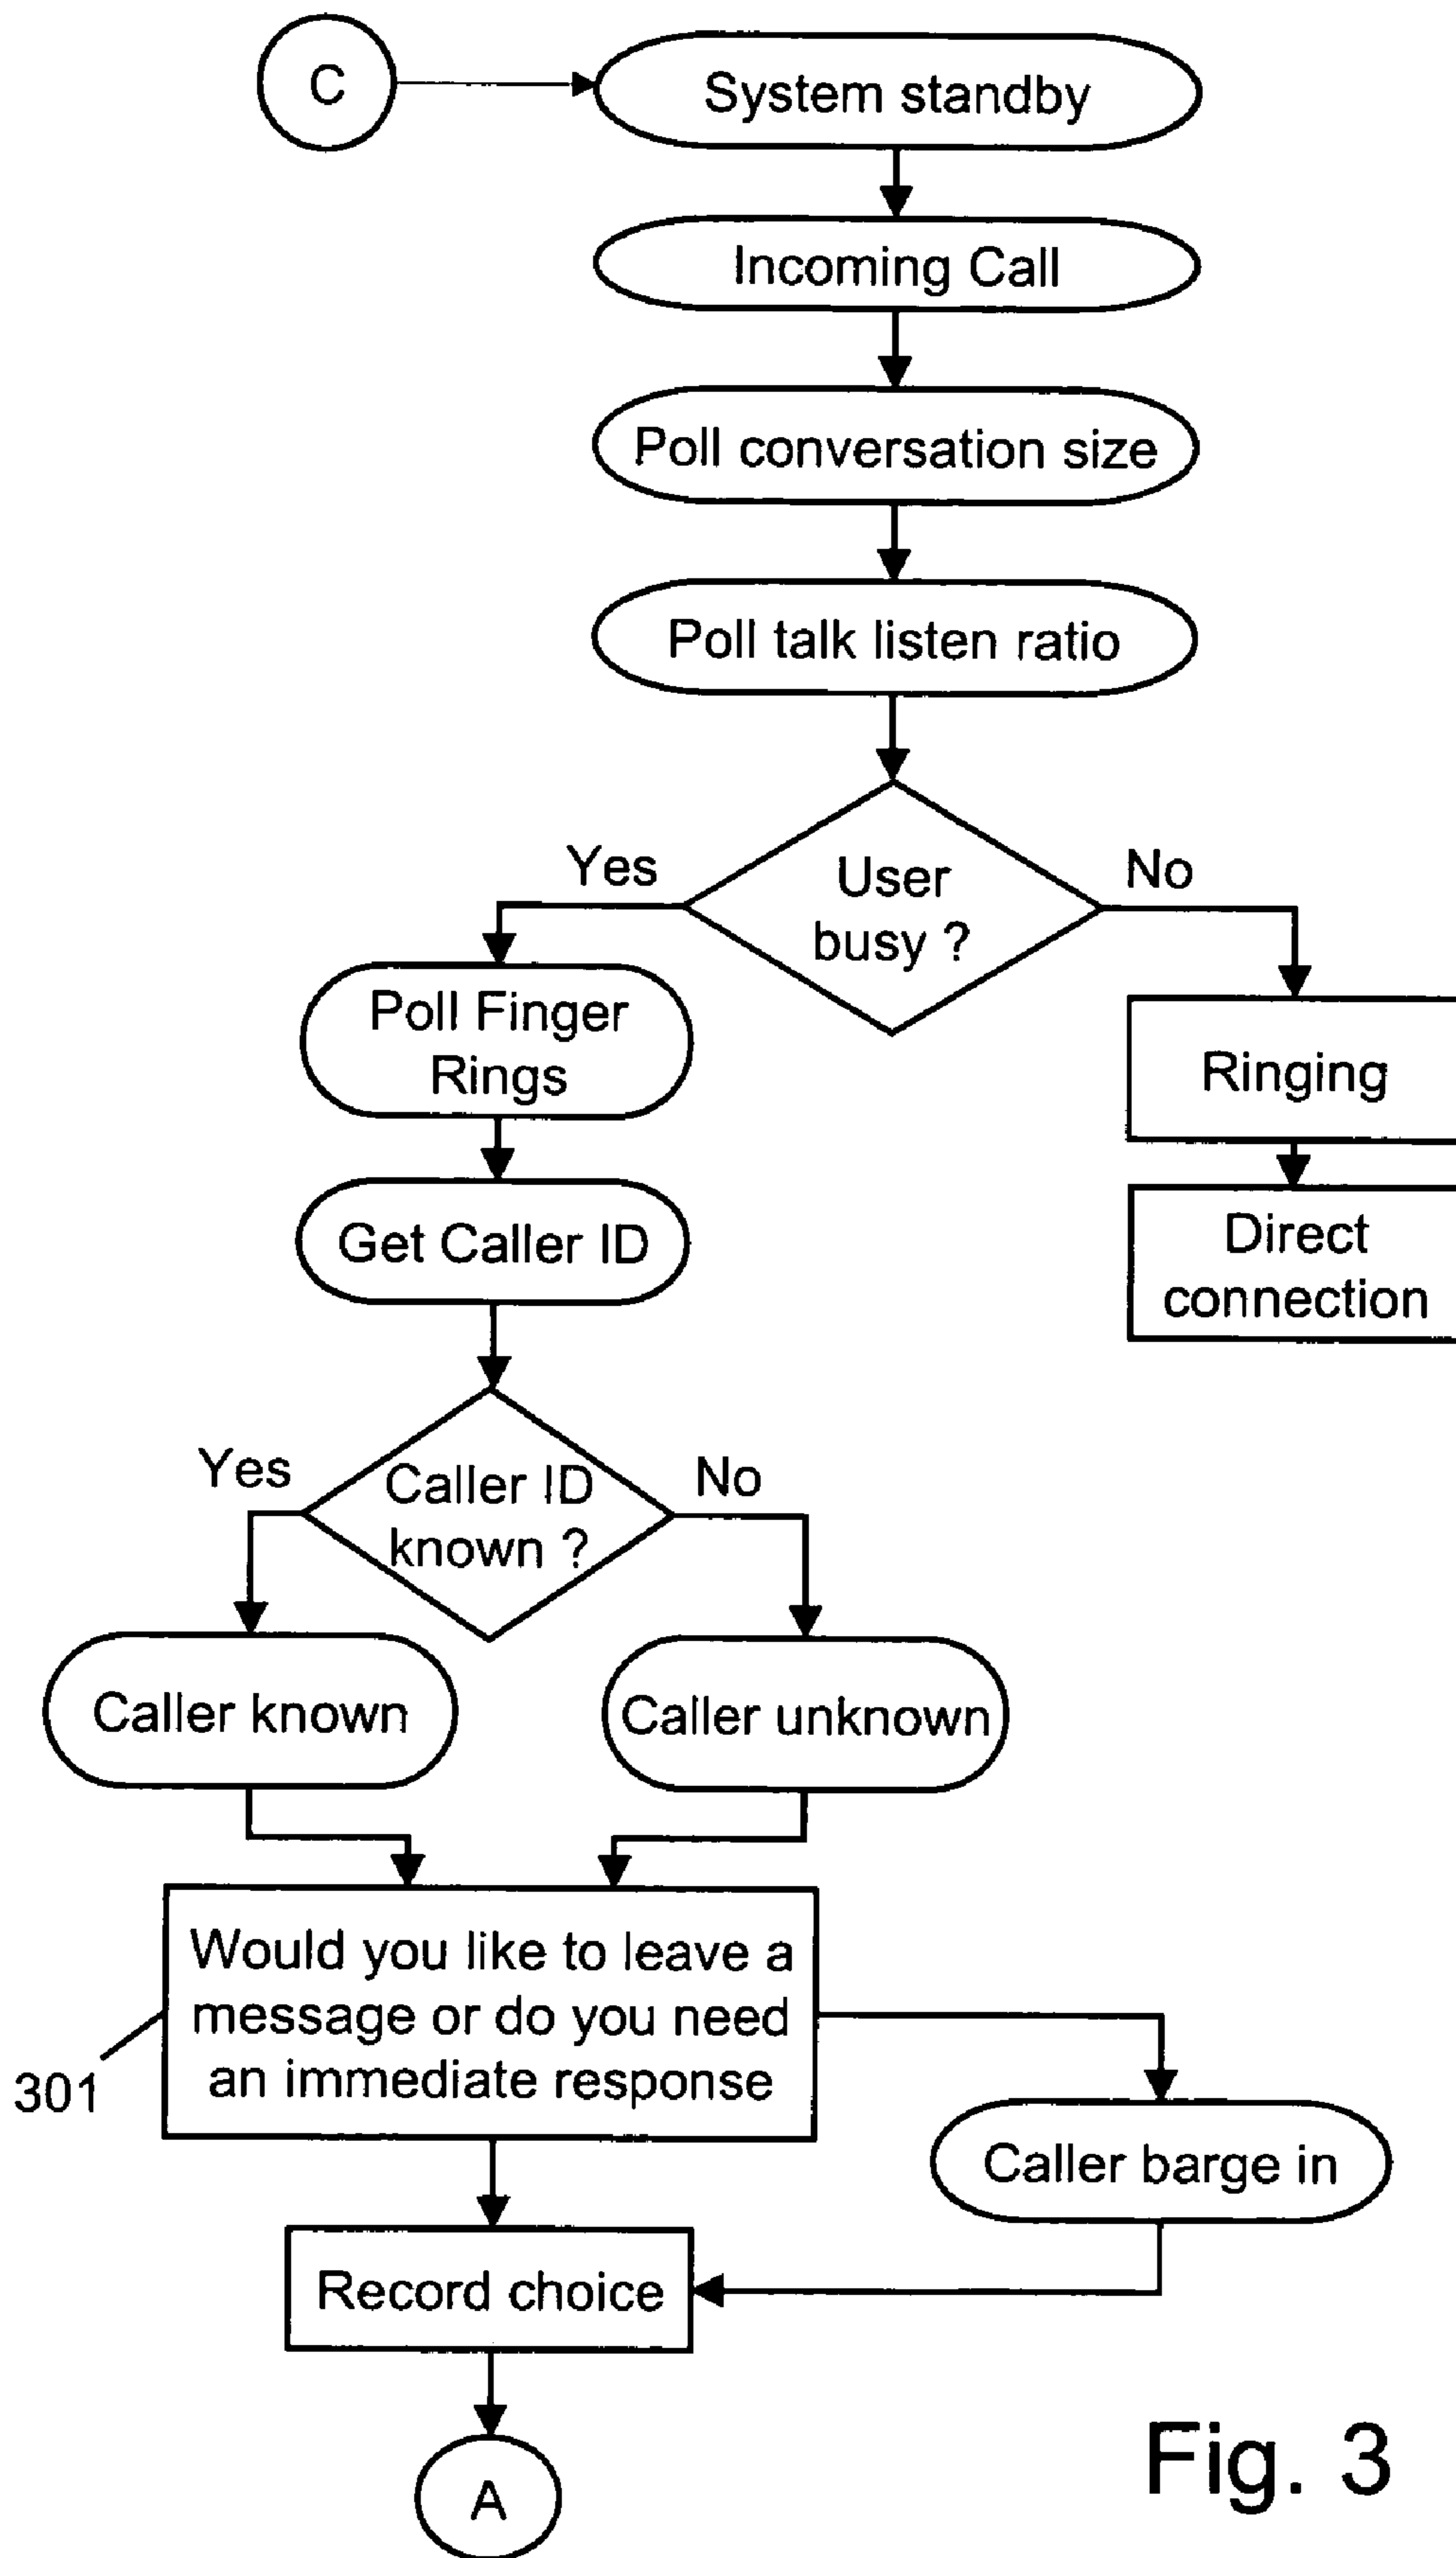 C
System standby
Incoming Call
Poll conversation size
Poll talk listen ratio
User
busy ?
Yes
No
Poll Finger
Rings
Ringing
Get Caller ID
Direct
connection
Caller ID
known ?
Yes
No
Caller known
Caller unknown
Would you like to leave a
message or do you need
an immediate response
301
Caller barge in
Record choice
A
Fig. 3